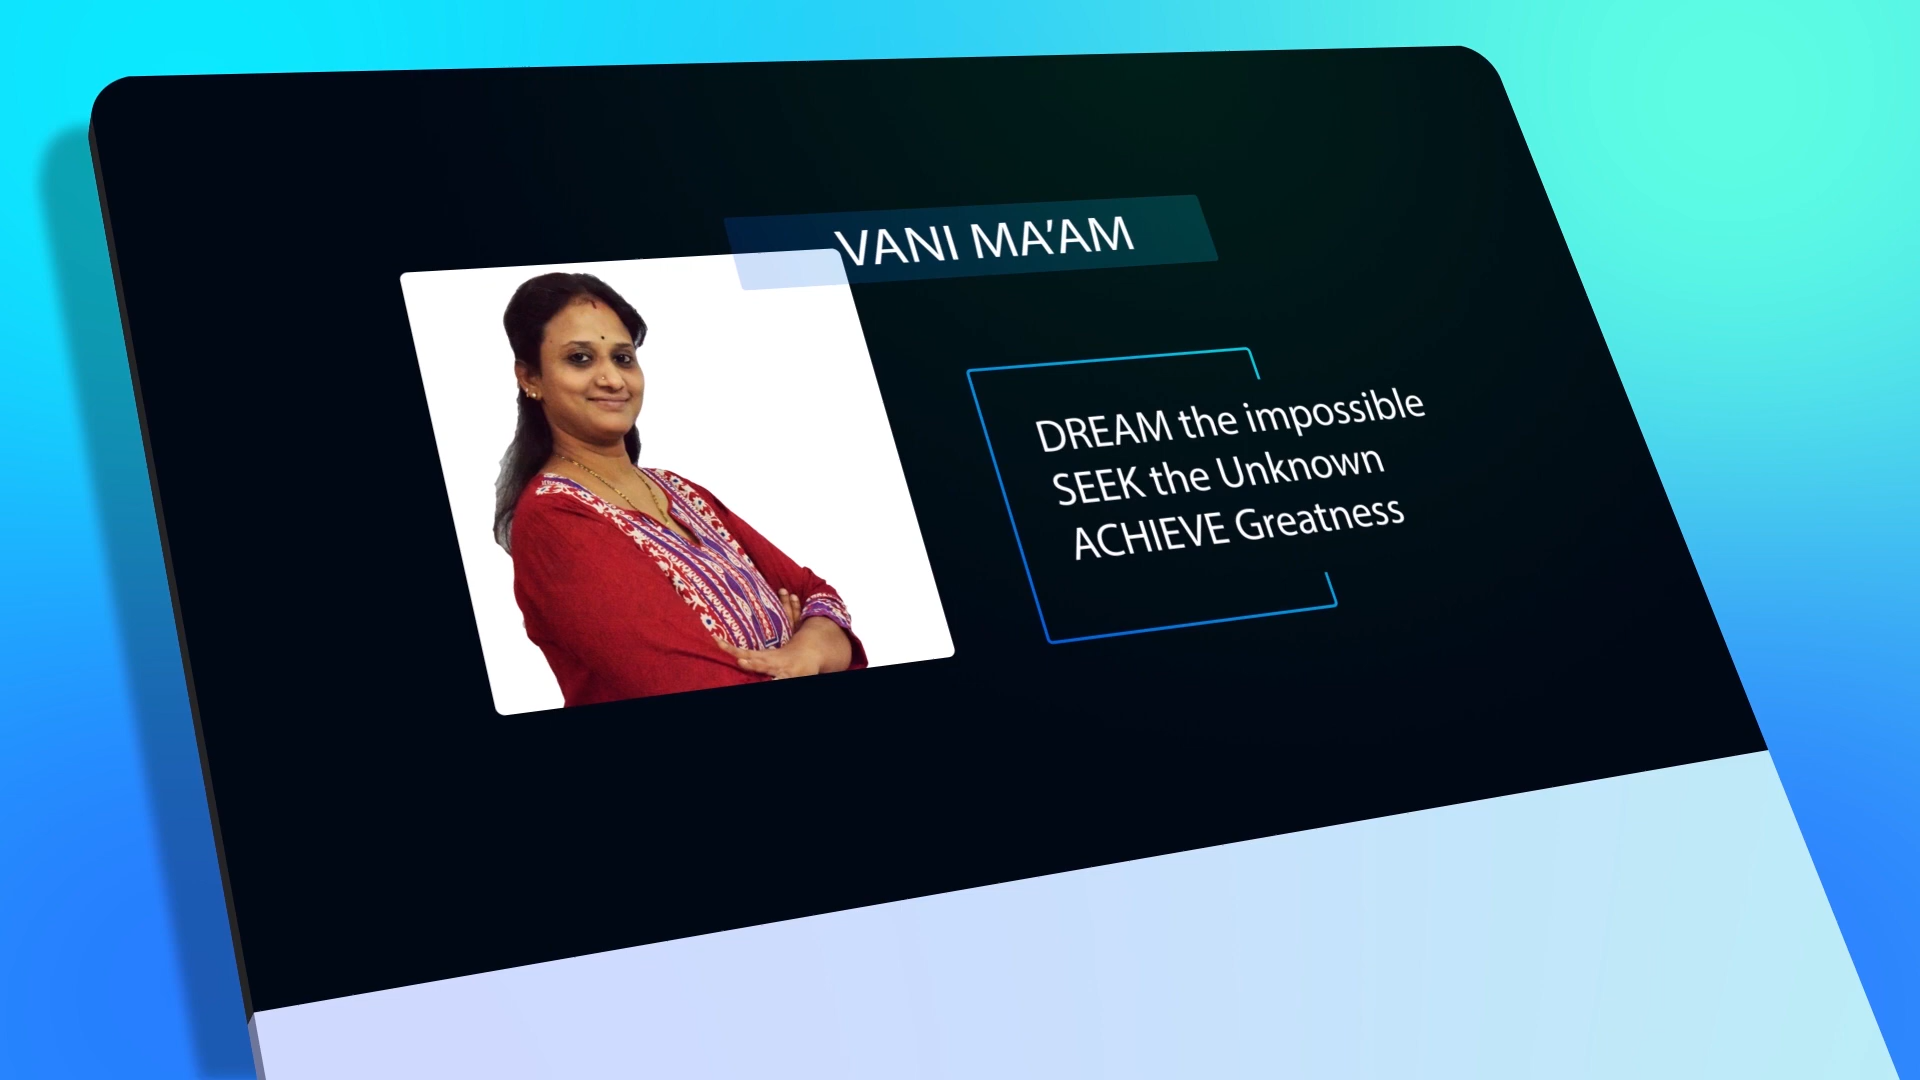 VANI MA’AM
DREAM the impossible
SEEK the Unknown
ACHIEVE Greatness